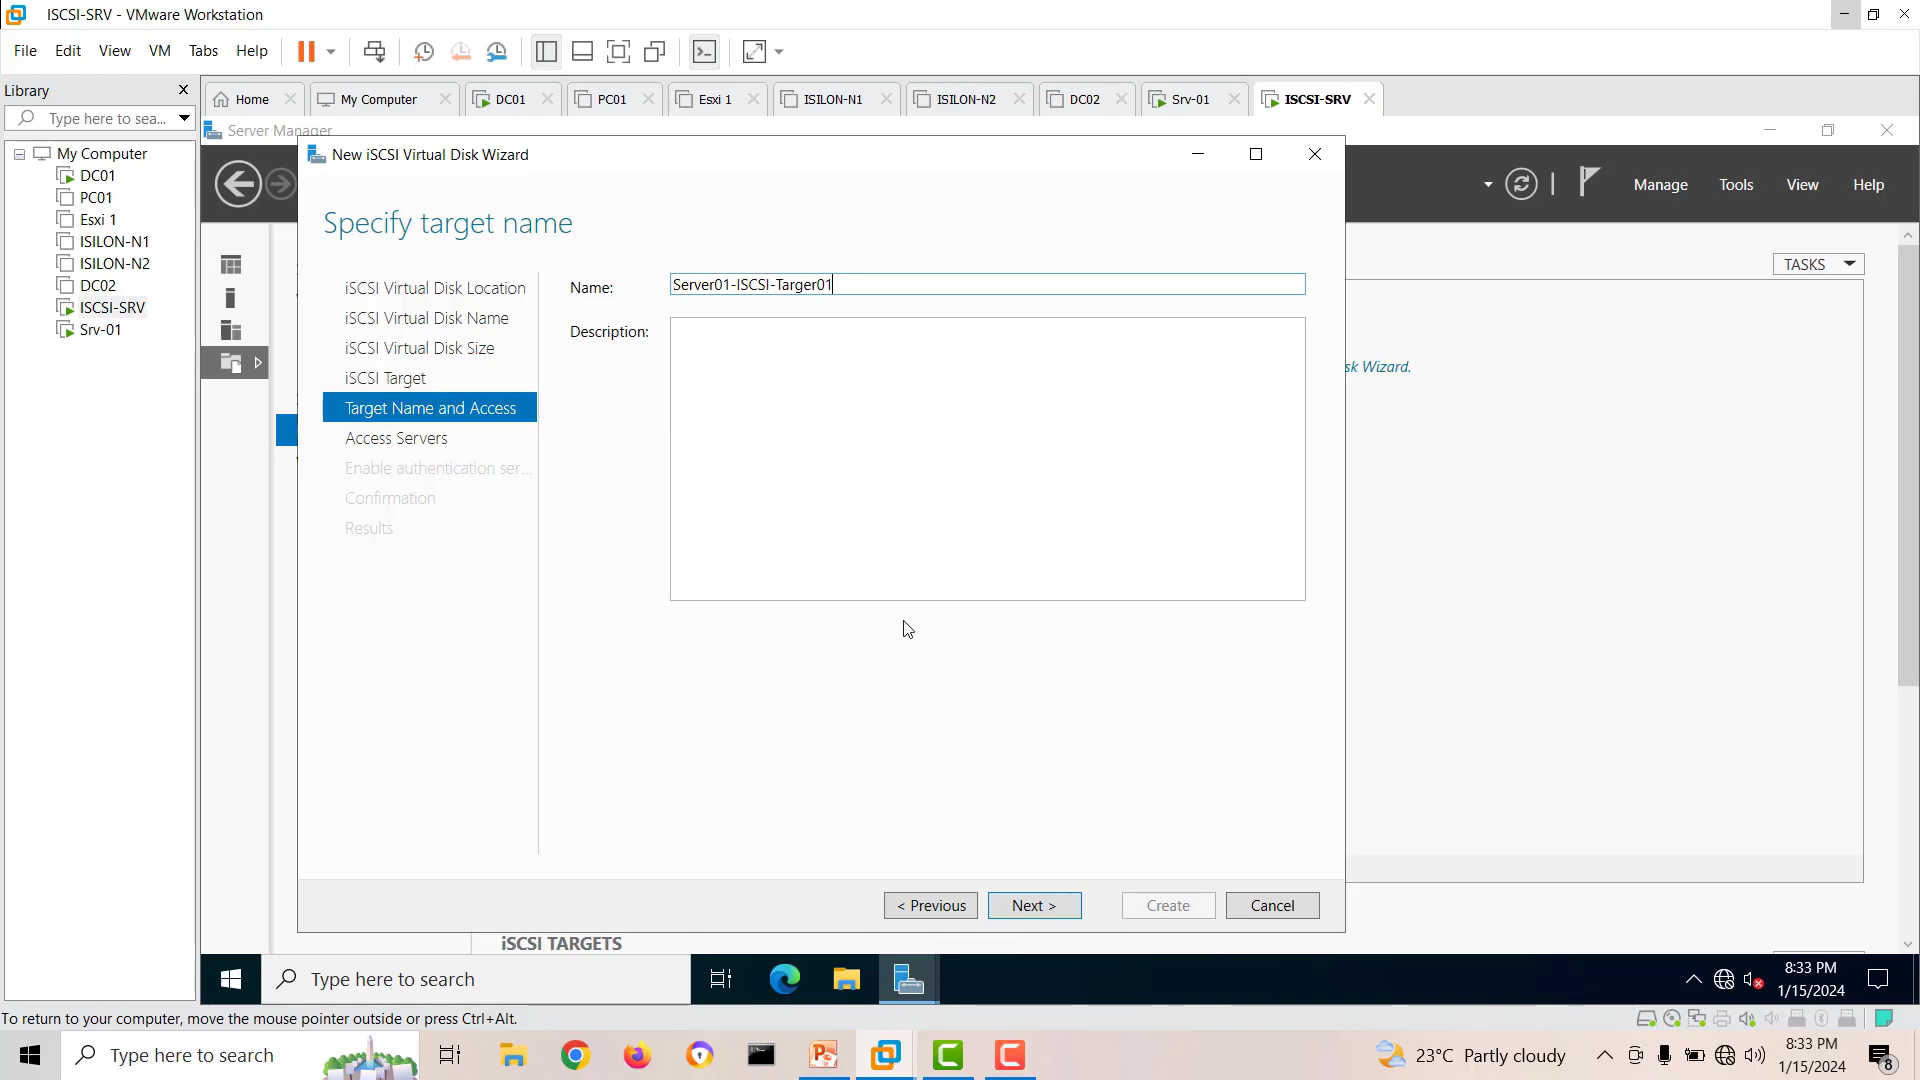 ISCSI-SRV - VMware Workstation
File Edit View VM Tabs Help
Library
Type here to sea...
My Computer
DC01
PC01
Esxi 1
ISILON-N1
ISILON-N2
DC02
ISCSI-SRV
Srv-01
Home
My Computer
DC01
PC01
Esxi 1
ISILON-N1
ISILON-N2
DC02
Srv-01
ISCSI-SRV
Server Manager
Manage Tools View Help
TASKS
sk Wizard.
New iSCSI Virtual Disk Wizard
Specify target name
iSCSI Virtual Disk Location
iSCSI Virtual Disk Name
iSCSI Virtual Disk Size
iSCSI Target
Target Name and Access
Access Servers
Enable authentication ser...
Confirmation
Results
Name: Server01-ISCSI-Targer01
Description:
< Previous Next > Create Cancel
iSCSI TARGETS
Type here to search
8:33 PM
1/15/2024
To return to your computer, move the mouse pointer outside or press Ctrl+Alt.
Type here to search
23°C Partly cloudy
8:33 PM
1/15/2024
8